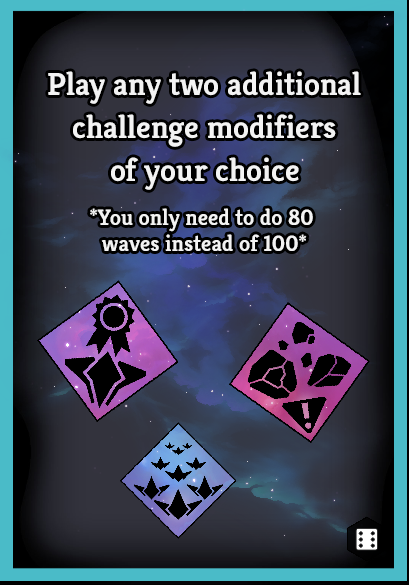 Play any two additional
challenge modifiers
of your choice
*You only need to do 80
waves instead of 100*
!